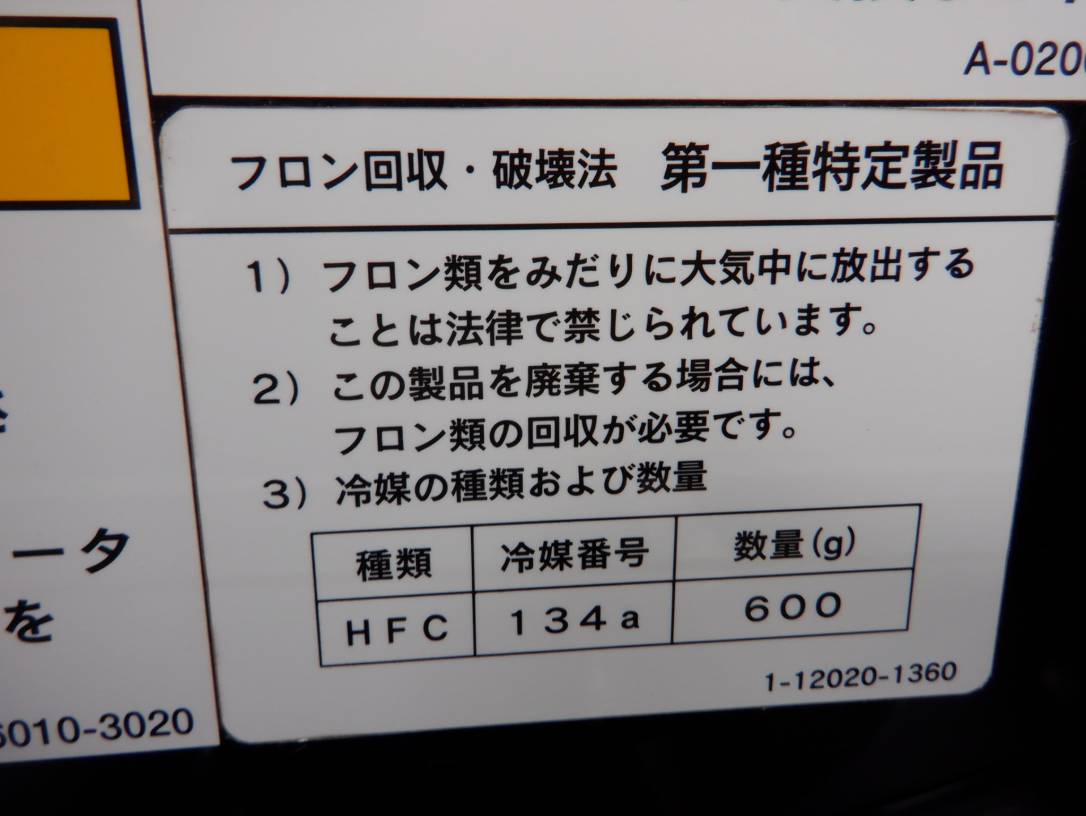 A-020
フロン回収・破壊法 第一種特定製品
1) フロン類をみだりに大気中に放出する
ことは法律で禁じられています。
2) この製品を廃棄する場合には、
フロン類の回収が必要です。
3) 冷媒の種類および数量
種類 冷媒番号 数量(g)
HFC 134a 600
1-12020-1360
ータ
を
6010-3020